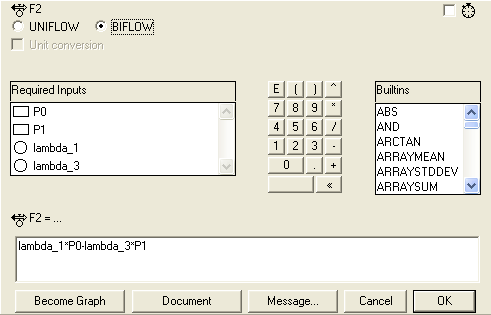 F2
UNIFLOW BIFLOW
Unit conversion
Required Inputs
P0
P1
lambda_1
lambda_3
E ( ) ^
7 8 9 *
4 5 6 /
1 2 3 -
0 . +
«
Builtins
ABS
AND
ARCTAN
ARRAYMEAN
ARRAYSTDDEV
ARRAYSUM
F2 = ...
lambda_1*P0-lambda_3*P1
Become Graph Document Message... Cancel OK